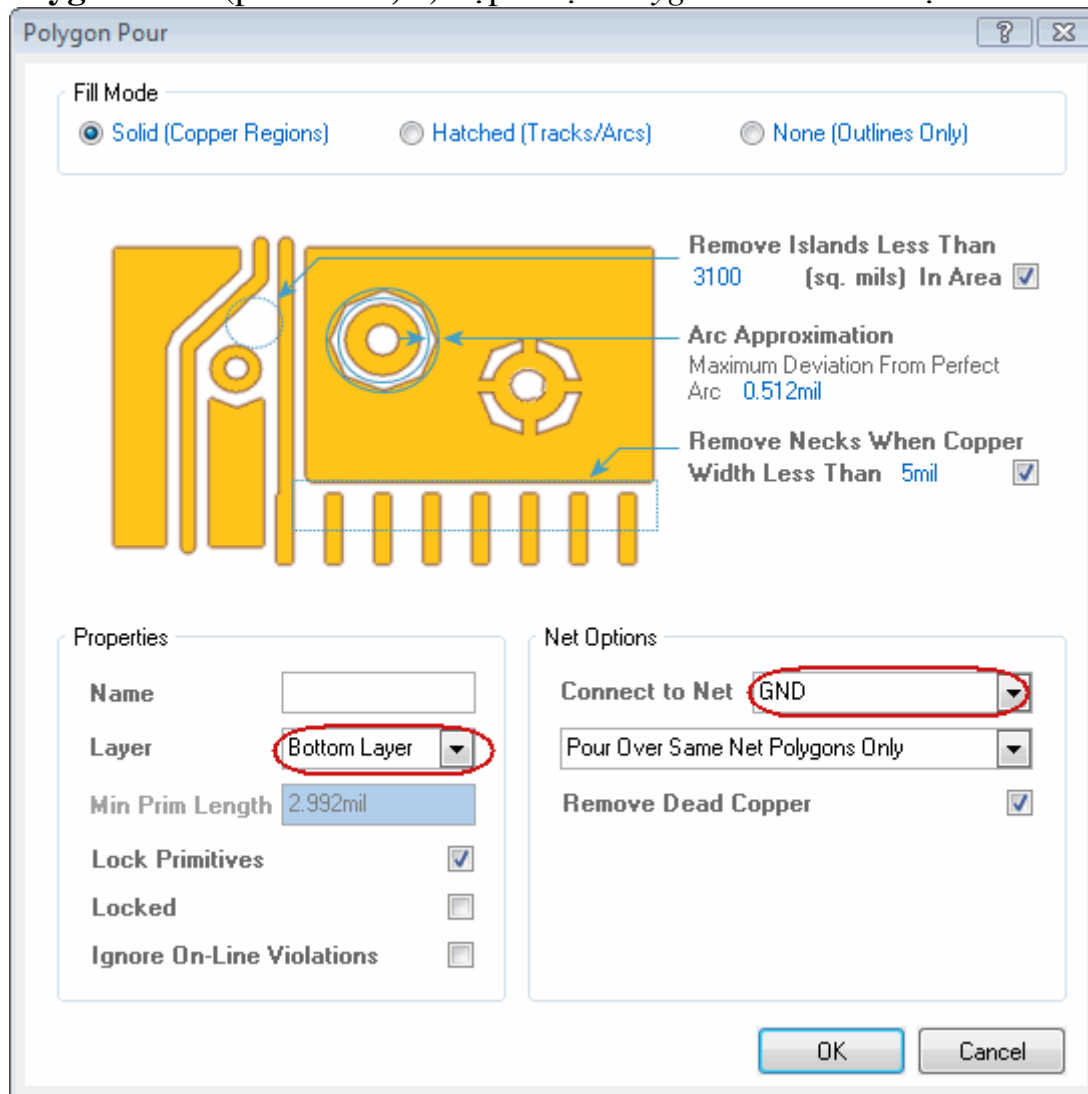 Polygon Pour
Fill Mode
Solid (Copper Regions)
Hatched (Tracks/Arcs)
None (Outlines Only)
Remove Islands Less Than
3100 (sq. mils) In Area
Arc Approximation
Maximum Deviation From Perfect
Arc 0.512mil
Remove Necks When Copper
Width Less Than 5mil
Properties
Name
Layer Bottom Layer
Min Prim Length 2.992mil
Lock Primitives
Locked
Ignore On-Line Violations
Net Options
Connect to Net GND
Pour Over Same Net Polygons Only
Remove Dead Copper
OK
Cancel